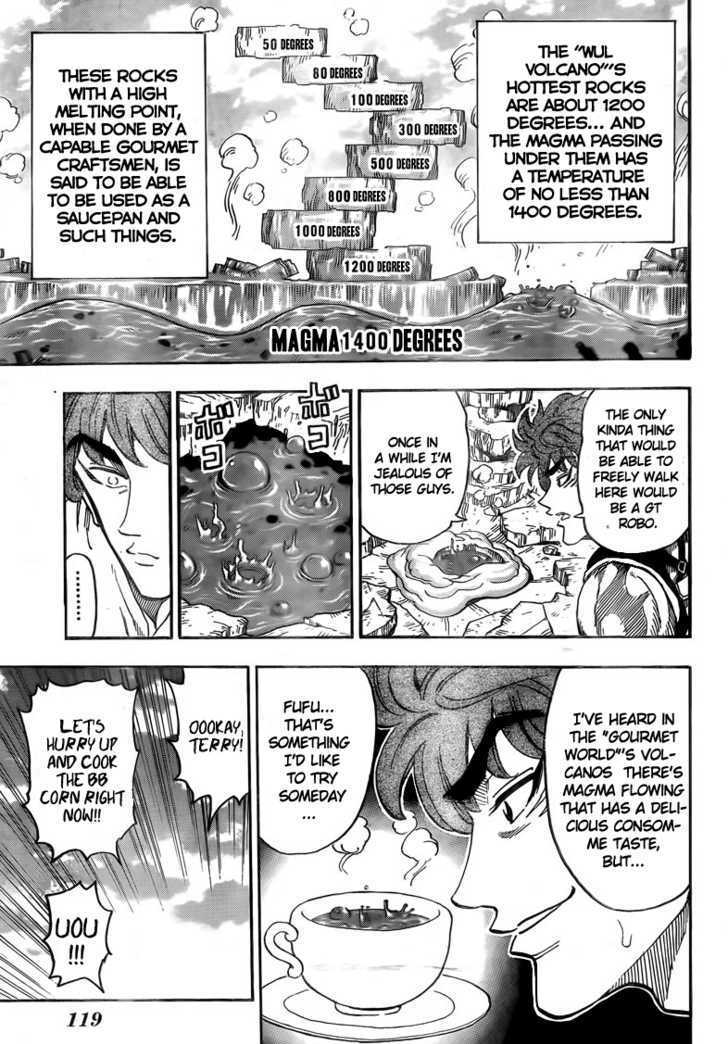 THE "WUL
VOLCANO"'S
HOTTEST ROCKS
ARE ABOUT 1200
DEGREES... AND
THE MAGMA PASSING
UNDER THEM HAS
A TEMPERATURE
OF NO LESS THAN
1400 DEGREES.
50 DEGREES
80 DEGREES
100 DEGREES
300 DEGREES
500 DEGREES
800 DEGREES
1000 DEGREES
1200 DEGREES
MAGMA 1400 DEGREES
THESE ROCKS
WITH A HIGH
MELTING POINT,
WHEN DONE BY A
CAPABLE GOURMET
CRAFTSMEN, IS
SAID TO BE ABLE
TO BE USED AS A
SAUCEPAN AND
SUCH THINGS.
THE ONLY
KINDA THING
THAT WOULD
BE ABLE TO
FREELY WALK
HERE WOULD
BE A GT
ROBO.
ONCE IN
A WHILE I'M
JEALOUS OF
THOSE GUYS.
ボコ
ボコ
........
I'VE HEARD IN
THE "GOURMET
WORLD"'S VOL-
CANOS THERE'S
MAGMA FLOWING
THAT HAS A DELI-
CIOUS CONSOM-
ME TASTE,
BUT...
FUFU...
THAT'S
SOMETHING
I'D LIKE
TO TRY
SOMEDAY
...
OOOKAY,
TERRY!
LET'S
HURRY UP
AND COOK
THE BB
CORN RIGHT
NOW!!
UOU
!!!
119